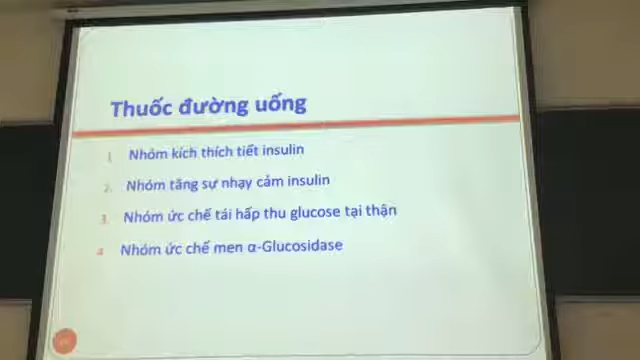 Thuốc đường uống
1. Nhóm kích thích tiết insulin
2. Nhóm tăng sự nhạy cảm insulin
3. Nhóm ức chế tái hấp thu glucose tại thận
4. Nhóm ức chế men α-Glucosidase